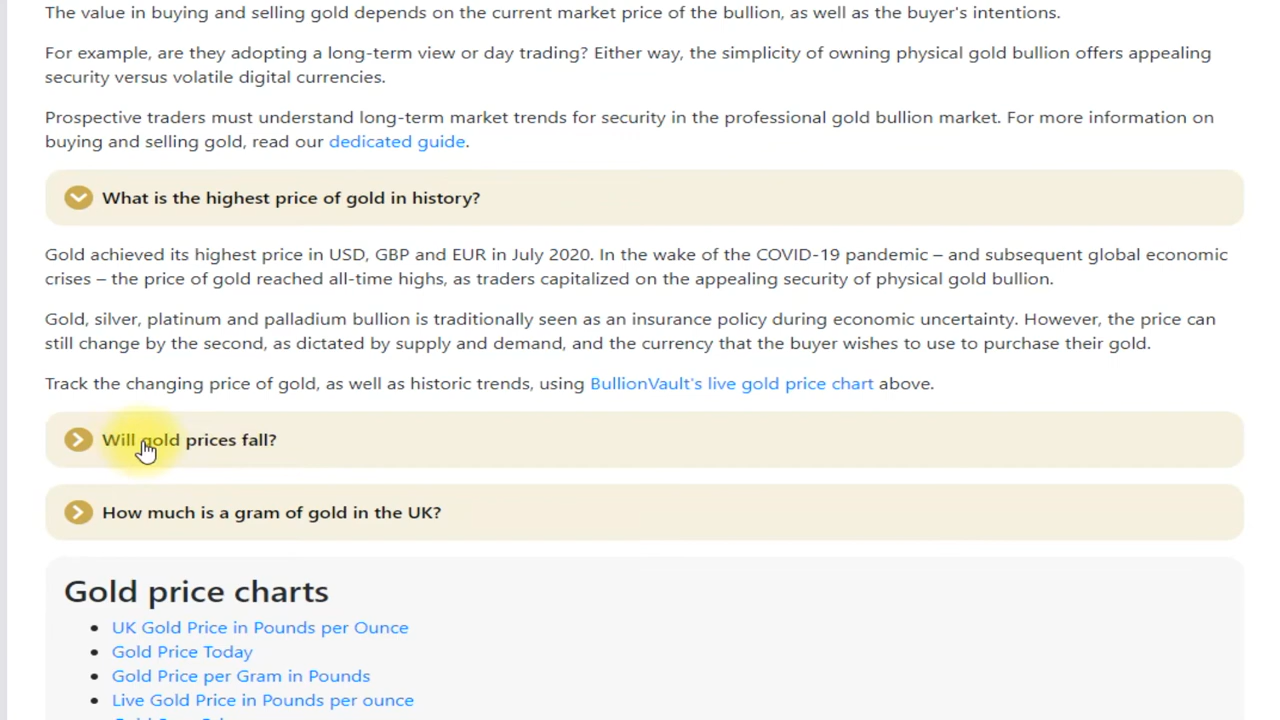 The value in buying and selling gold depends on the current market price of the bullion, as well as the buyer's intentions.
For example, are they adopting a long-term view or day trading? Either way, the simplicity of owning physical gold bullion offers appealing
security versus volatile digital currencies.
Prospective traders must understand long-term market trends for security in the professional gold bullion market. For more information on
buying and selling gold, read our dedicated guide.
What is the highest price of gold in history?
Gold achieved its highest price in USD, GBP and EUR in July 2020. In the wake of the COVID-19 pandemic – and subsequent global economic
crises – the price of gold reached all-time highs, as traders capitalized on the appealing security of physical gold bullion.
Gold, silver, platinum and palladium bullion is traditionally seen as an insurance policy during economic uncertainty. However, the price can
still change by the second, as dictated by supply and demand, and the currency that the buyer wishes to use to purchase their gold.
Track the changing price of gold, as well as historic trends, using BullionVault's live gold price chart above.
Will gold prices fall?
How much is a gram of gold in the UK?
Gold price charts
UK Gold Price in Pounds per Ounce
Gold Price Today
Gold Price per Gram in Pounds
Live Gold Price in Pounds per ounce